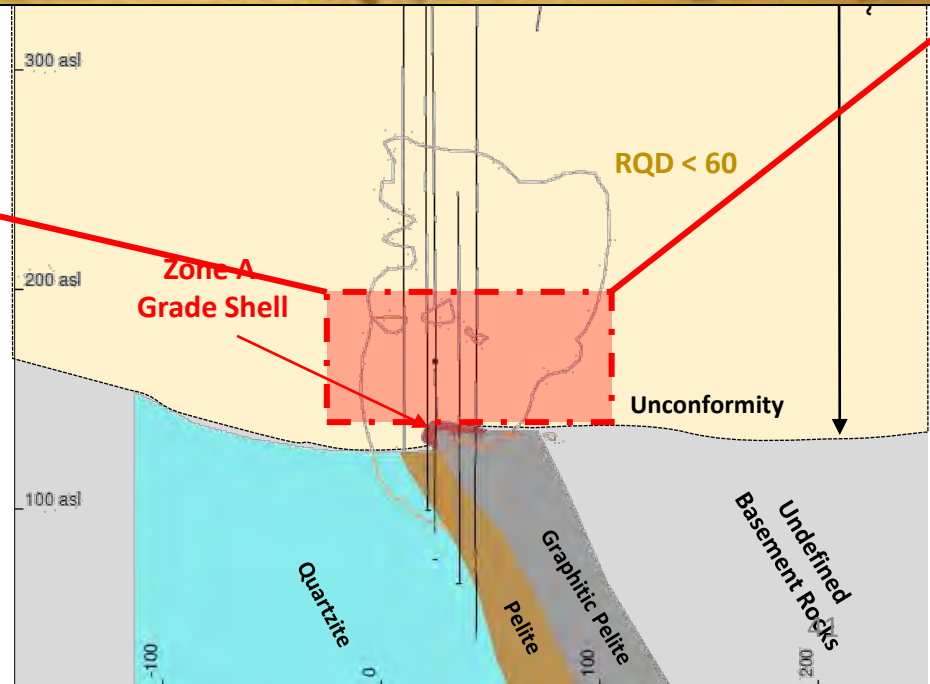 300 asl
RQD < 60
Zone A
200 asl
Grade Shell
Unconformity
100 asl
Quartzite
Pelite
Graphitic Pelite
Undefined
Basement Rocks
41
-100
0
100
200